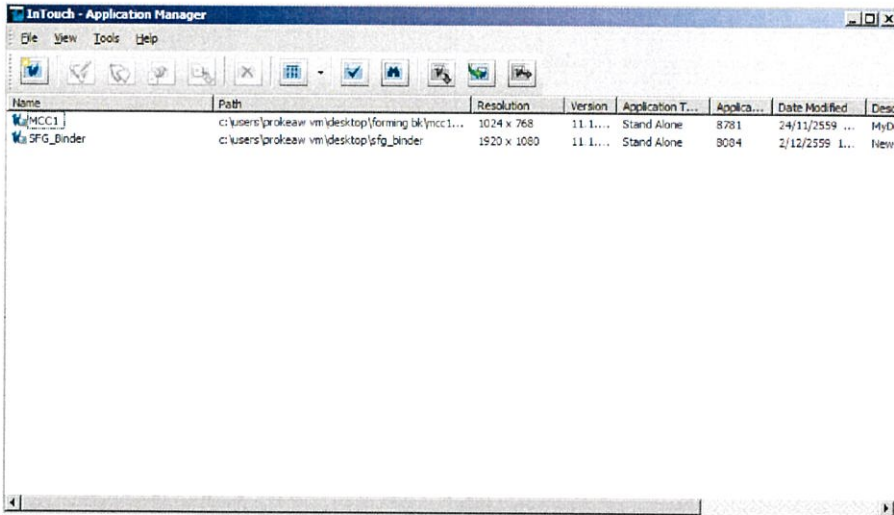 InTouch - Application Manager
File View Tools Help
Name Path Resolution Version Application T... Applica... Date Modified Desc
MCC1 c:\users\prokeaw vm\desktop\forming bk\mcc1... 1024 x 768 11.1.... Stand Alone 8781 24/11/2559 ... MyD
SFG_Binder c:\users\prokeaw vm\desktop\sfg_binder 1920 x 1080 11.1.... Stand Alone 8084 2/12/2559 1... New